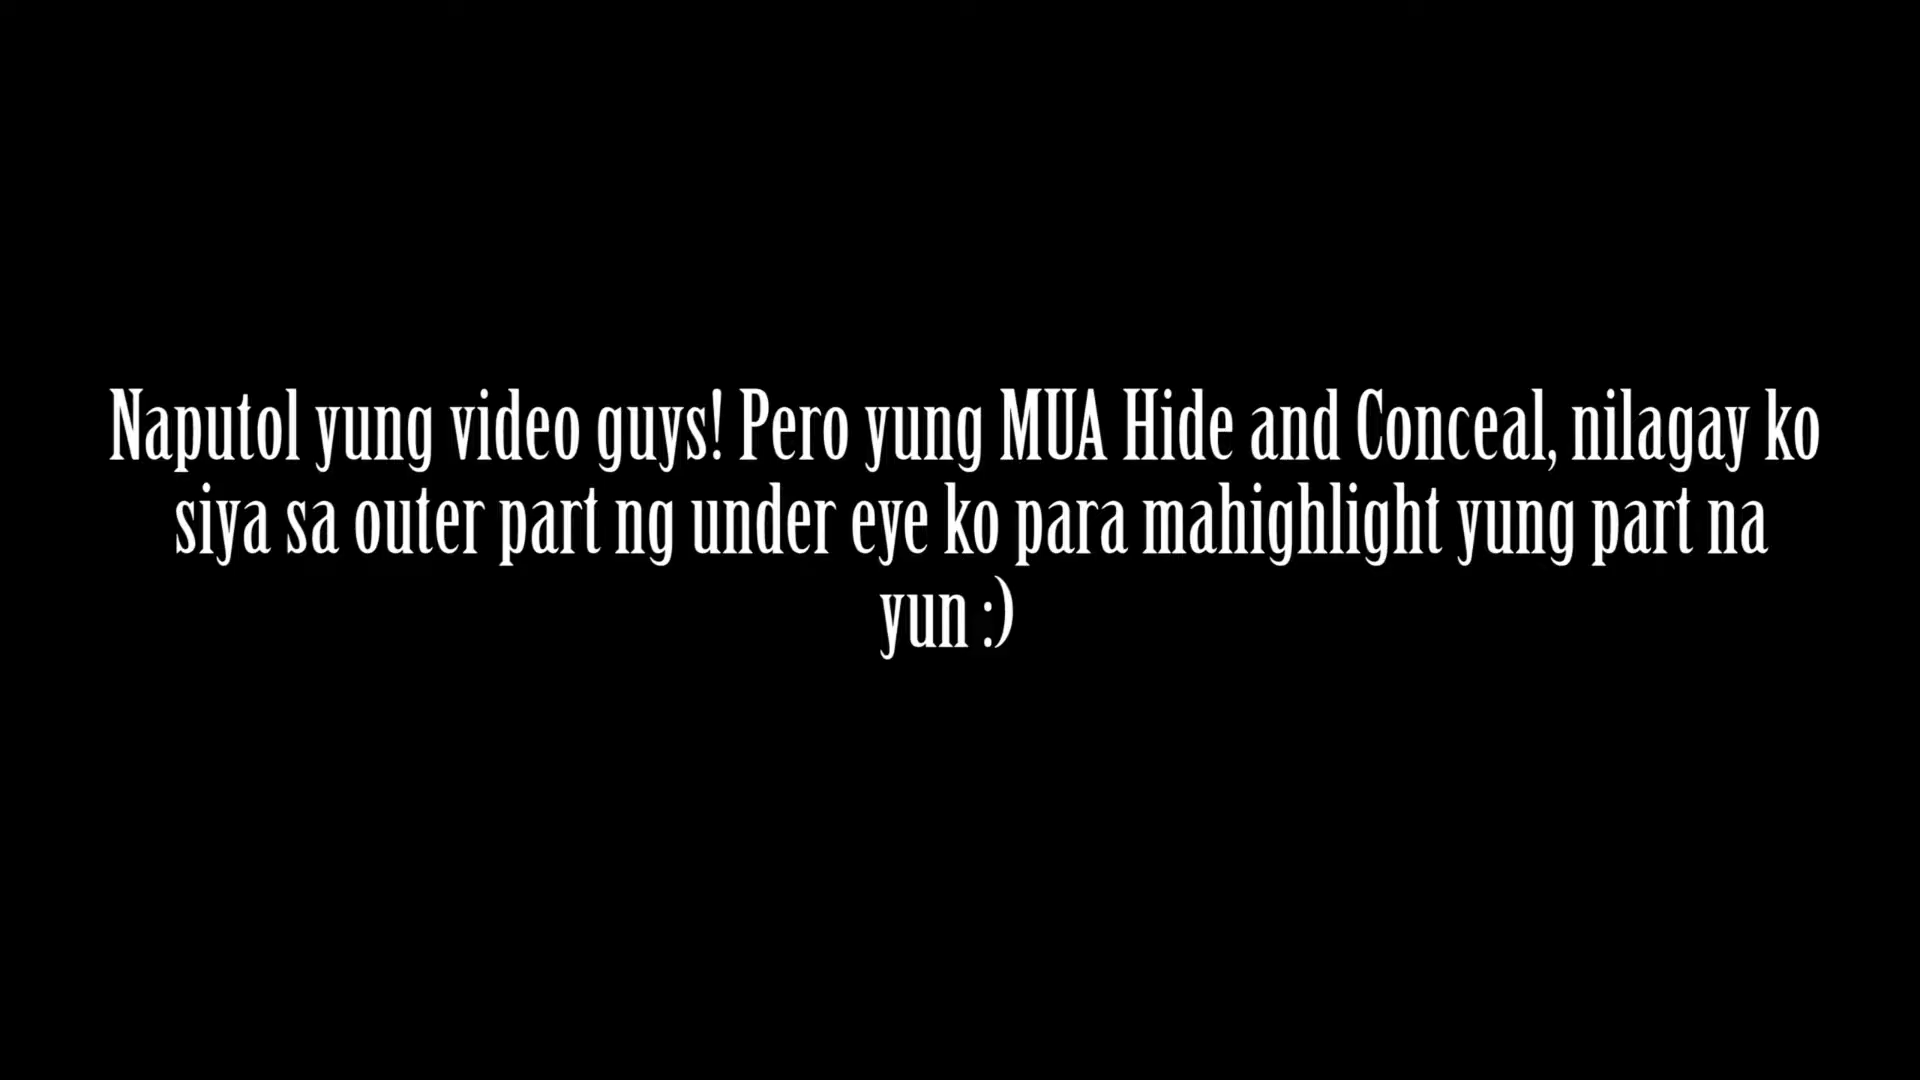 Naputol yung video guys! Pero yung MUA Hide and Conceal, nilagay ko
siya sa outer part ng under eye ko para mahighlight yung part na
yun :)